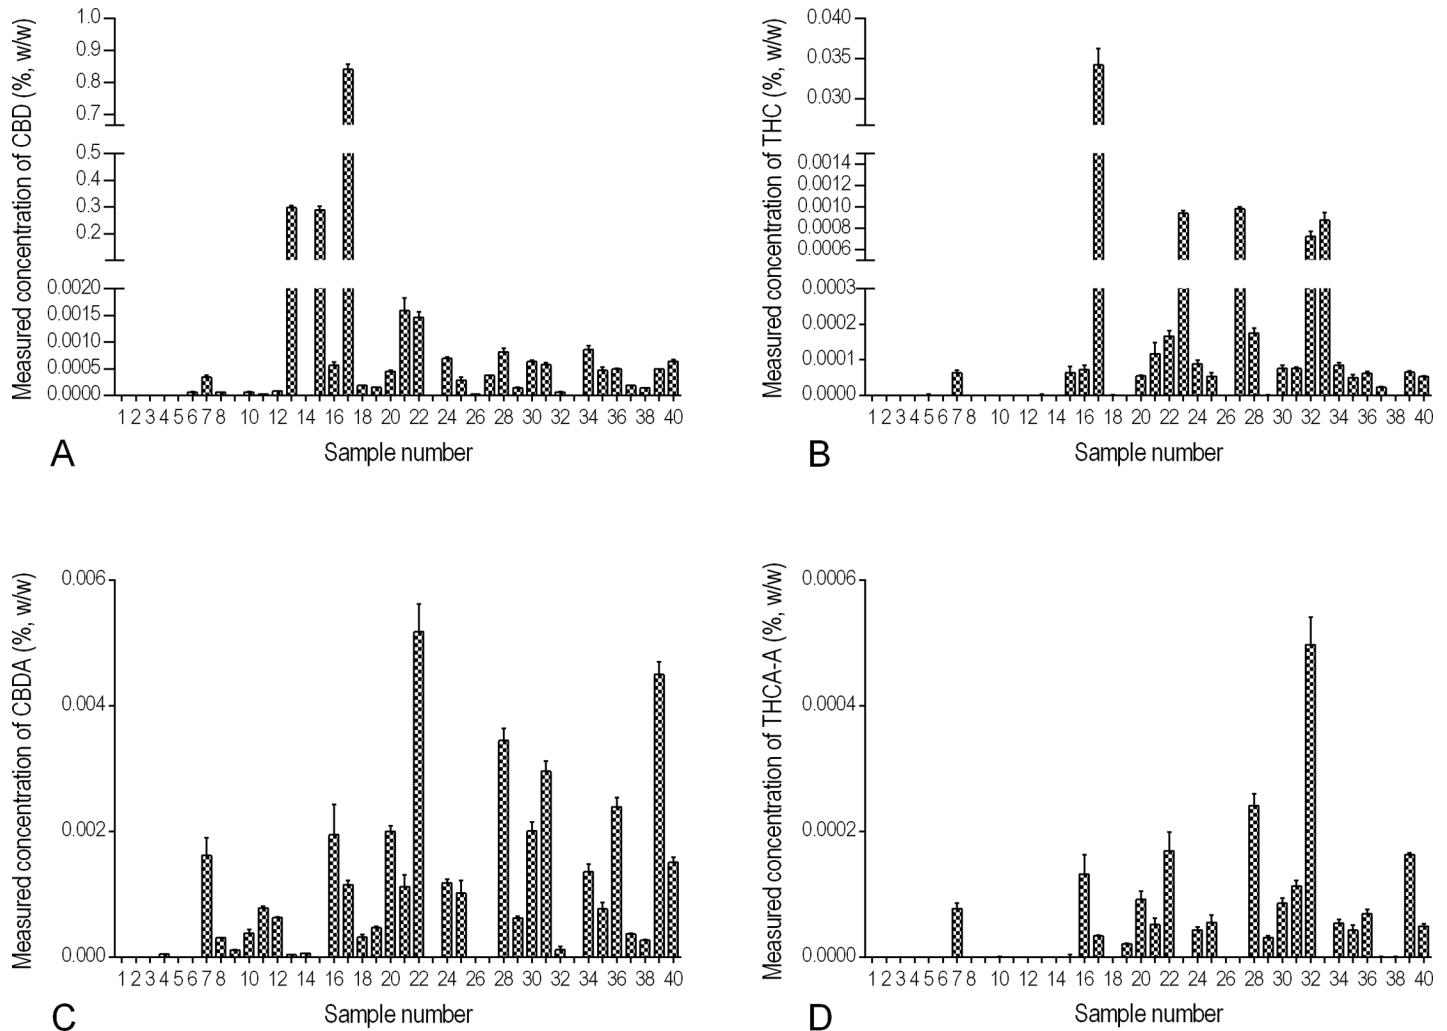 Measured concentration of CBD (%, w/w)
1.0
0.9
0.8
0.7
0.5
0.4
0.3
0.2
0.0020
0.0015
0.0010
0.0005
0.0000
1 2 3 4 5 6 7 8 10 12 14 16 18 20 22 24 26 28 30 32 34 36 38 40
Sample number
A
Measured concentration of THC (%, w/w)
0.040
0.035
0.030
0.0014
0.0012
0.0010
0.0008
0.0006
0.0003
0.0002
0.0001
0.0000
1 2 3 4 5 6 7 8 10 12 14 16 18 20 22 24 26 28 30 32 34 36 38 40
Sample number
B
Measured concentration of CBDA (%, w/w)
0.006
0.004
0.002
0.000
1 2 3 4 5 6 7 8 10 12 14 16 18 20 22 24 26 28 30 32 34 36 38 40
Sample number
C
Measured concentration of THCA-A (%, w/w)
0.0006
0.0004
0.0002
0.0000
1 2 3 4 5 6 7 8 10 12 14 16 18 20 22 24 26 28 30 32 34 36 38 40
Sample number
D